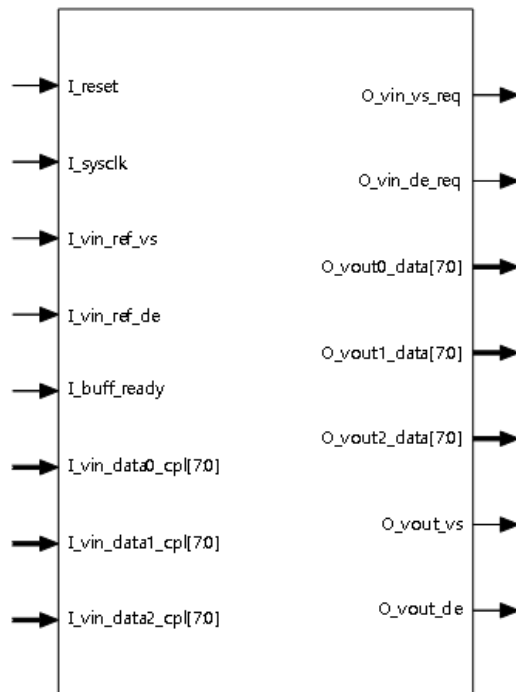 I_reset
I_sysclk
I_vin_ref_vs
I_vin_ref_de
I_buff_ready
I_vin_data0_cpl[7:0]
I_vin_data1_cpl[7:0]
I_vin_data2_cpl[7:0]
O_vin_vs_req
O_vin_de_req
O_vout0_data[7:0]
O_vout1_data[7:0]
O_vout2_data[7:0]
O_vout_vs
O_vout_de